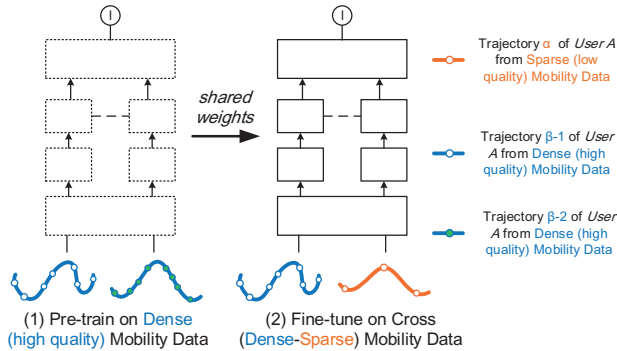 I
I
shared
weights
Trajectory α of User A
from Sparse (low
quality) Mobility Data
Trajectory β-1 of User
A from Dense (high
quality) Mobility Data
Trajectory β-2 of User
A from Dense (high
quality) Mobility Data
(1) Pre-train on Dense
(high quality) Mobility Data
(2) Fine-tune on Cross
(Dense-Sparse) Mobility Data